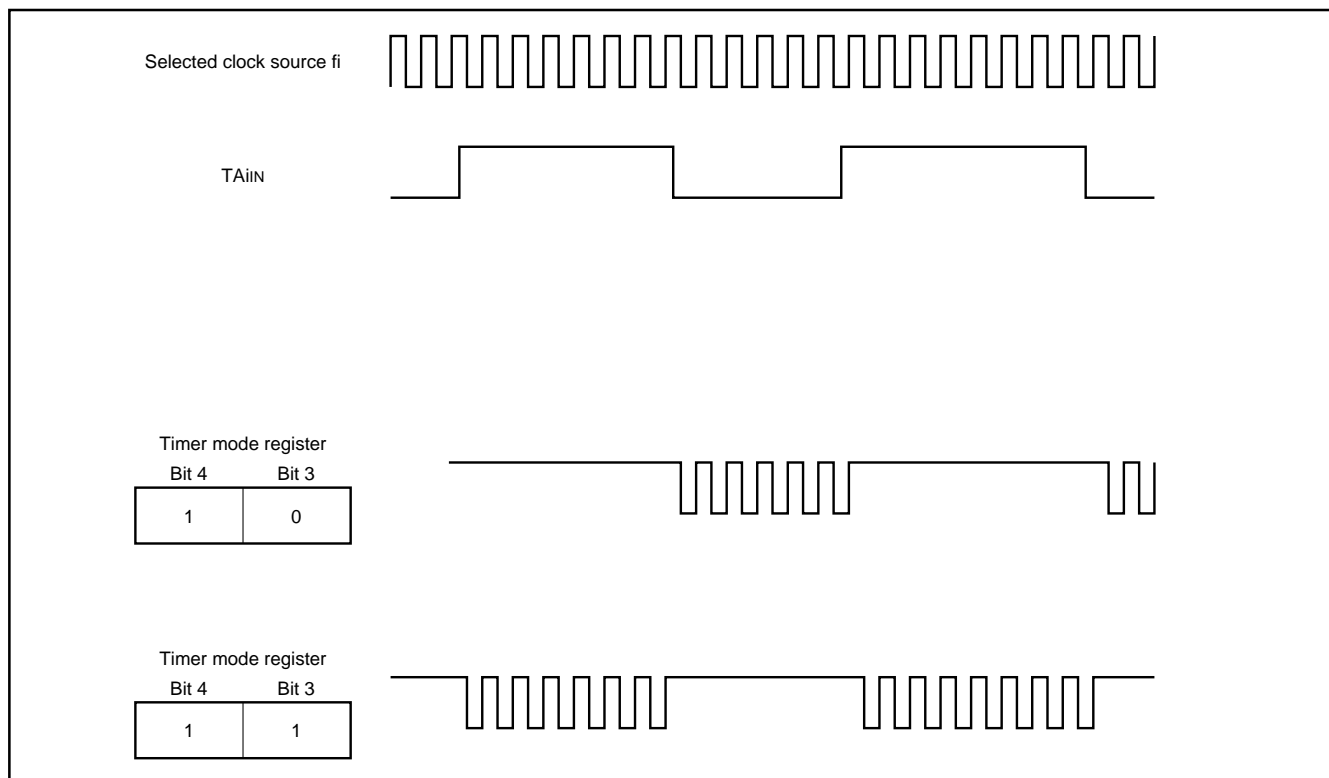 Selected clock source fi
TAiIN
Timer mode register
Bit 4 Bit 3
1 0
Timer mode register
Bit 4 Bit 3
1 1